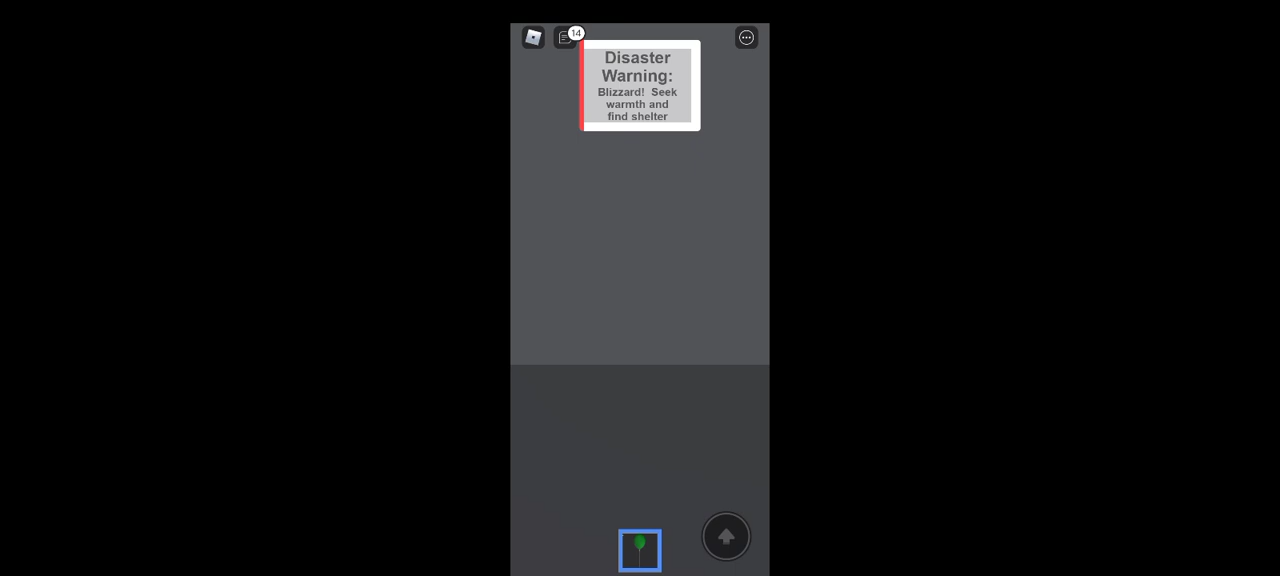 14
Disaster
Warning:
Blizzard!  Seek
warmth and
find shelter